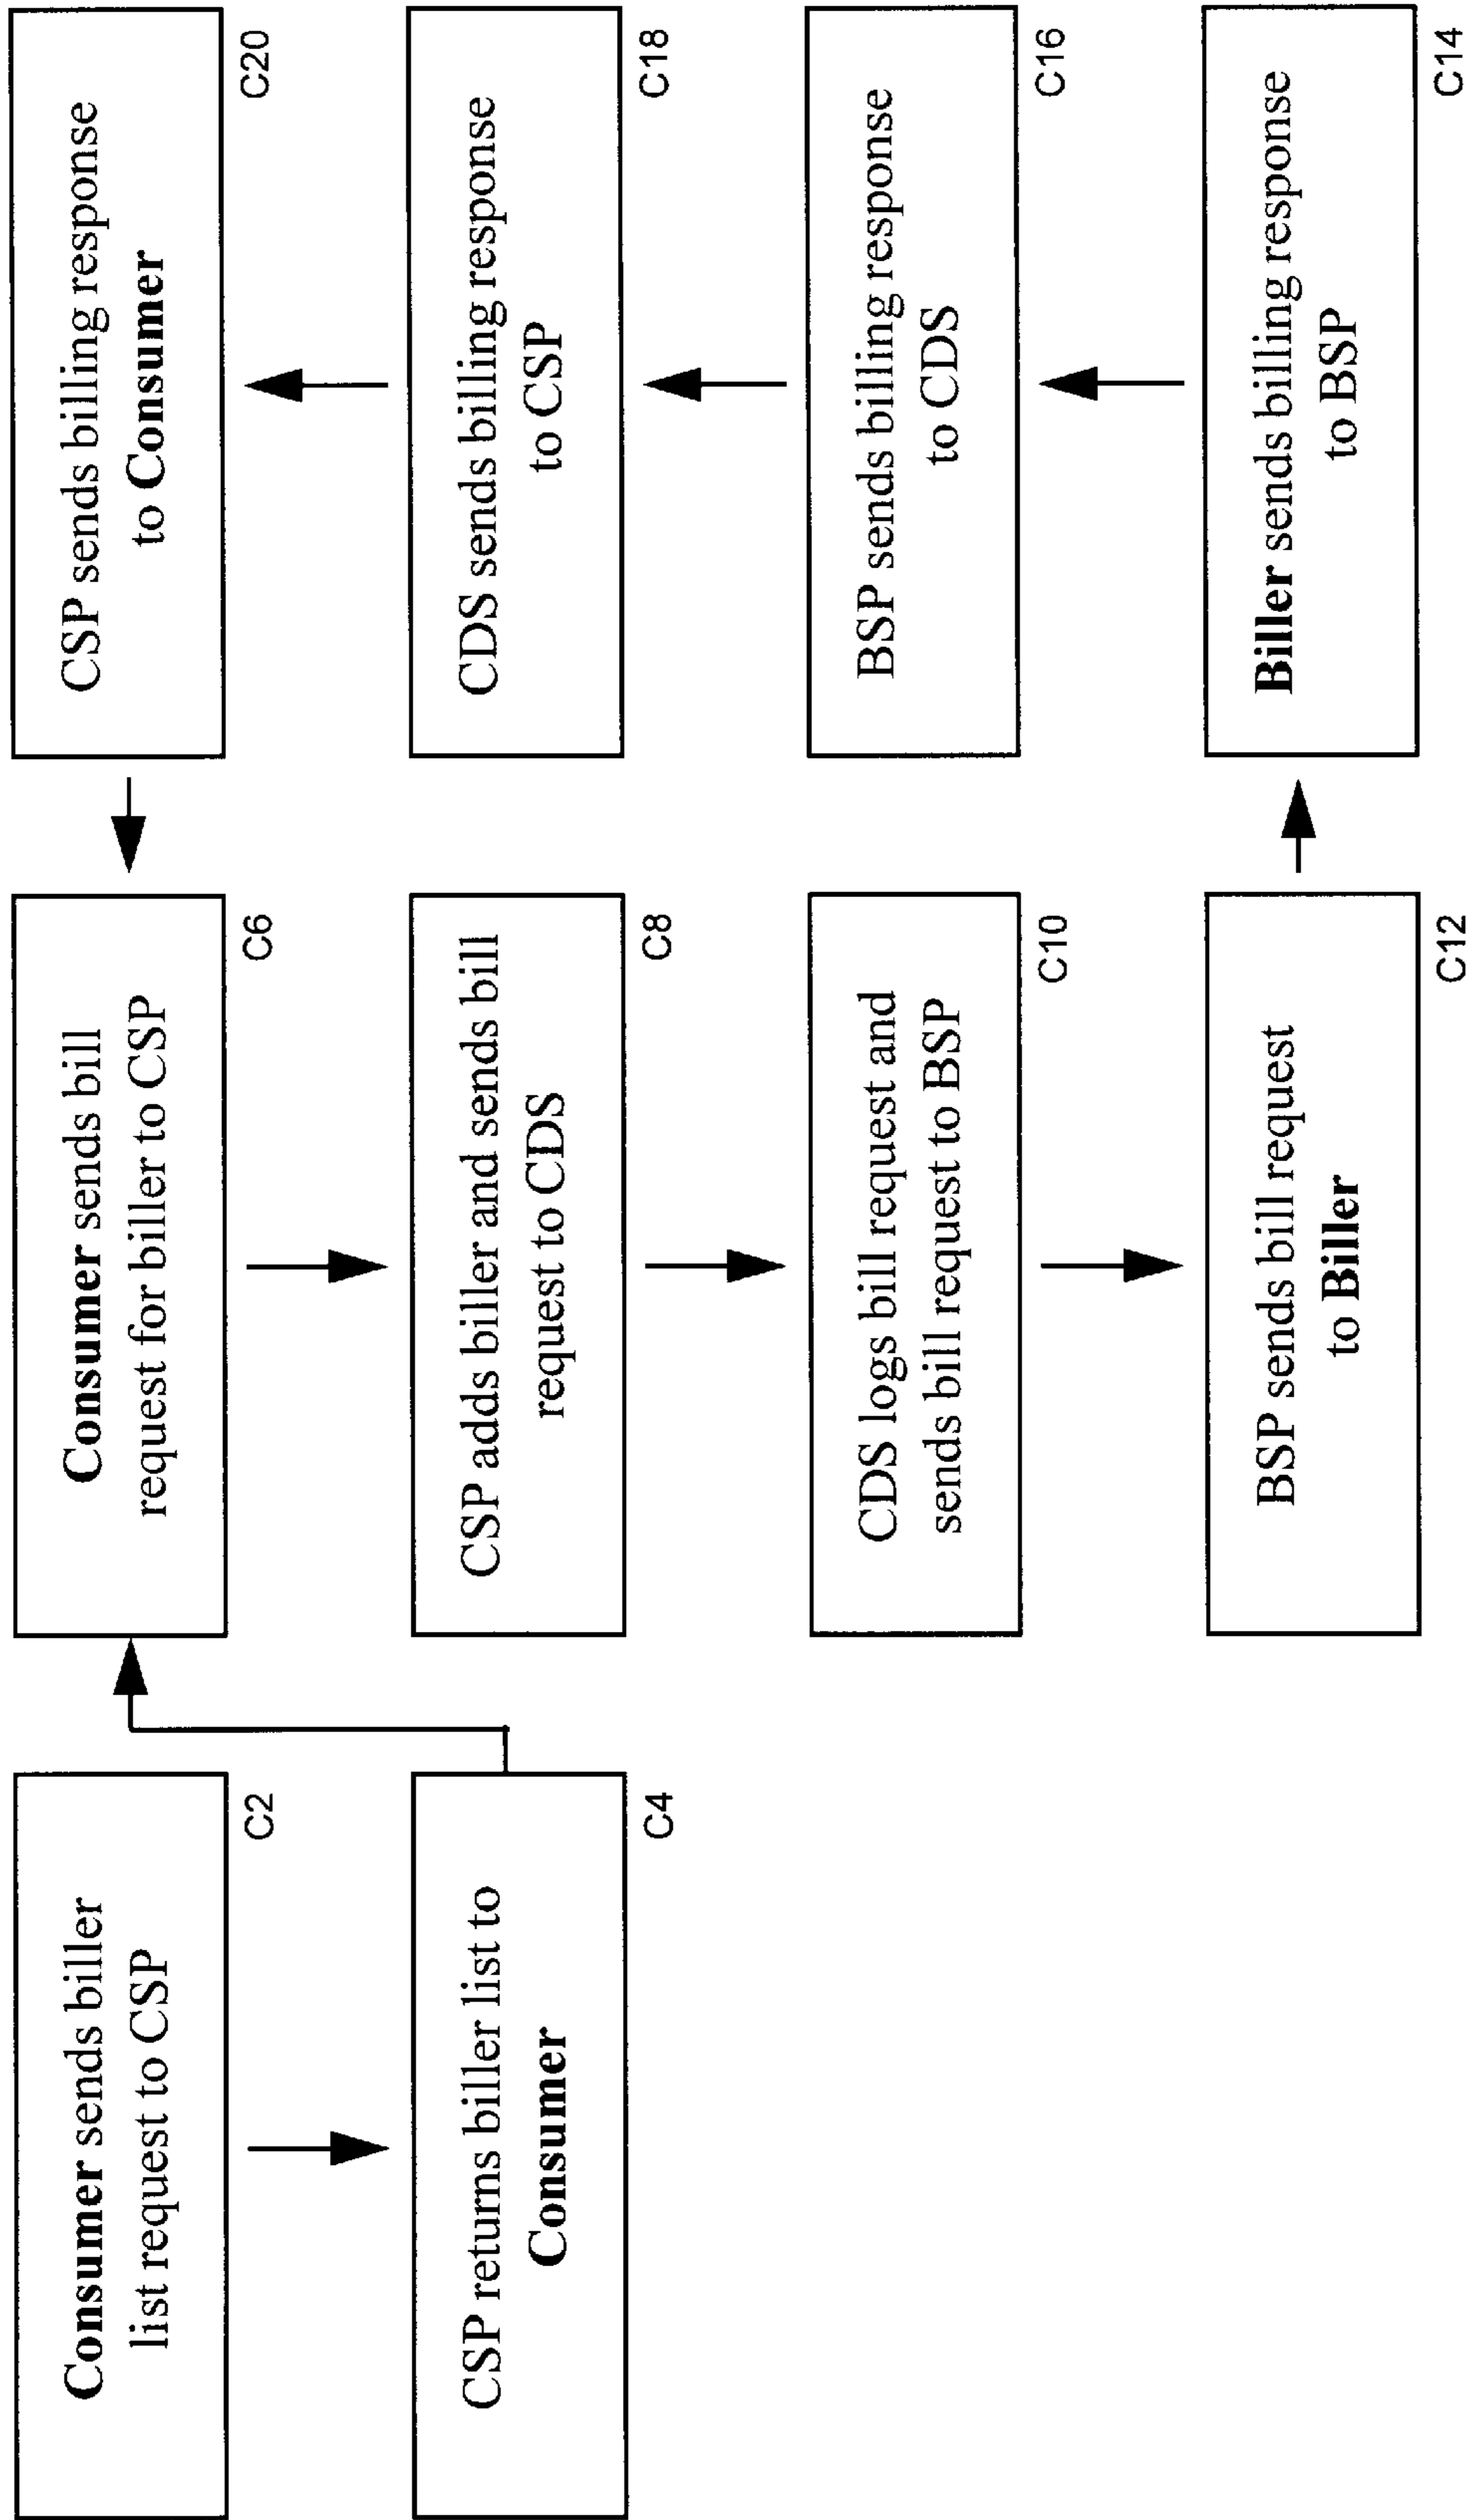 Consumer sends biller
list request to CSP
C2
CSP returns biller list to
Consumer
C4
Consumer sends bill
request for biller to CSP
C6
CSP adds biller and sends bill
request to CDS
C8
CDS logs bill request and
sends bill request to BSP
C10
BSP sends bill request
to Biller
C12
Biller sends billing response
to BSP
C14
BSP sends billing response
to CDS
C16
CDS sends billing response
to CSP
C18
CSP sends billing response
to Consumer
C20